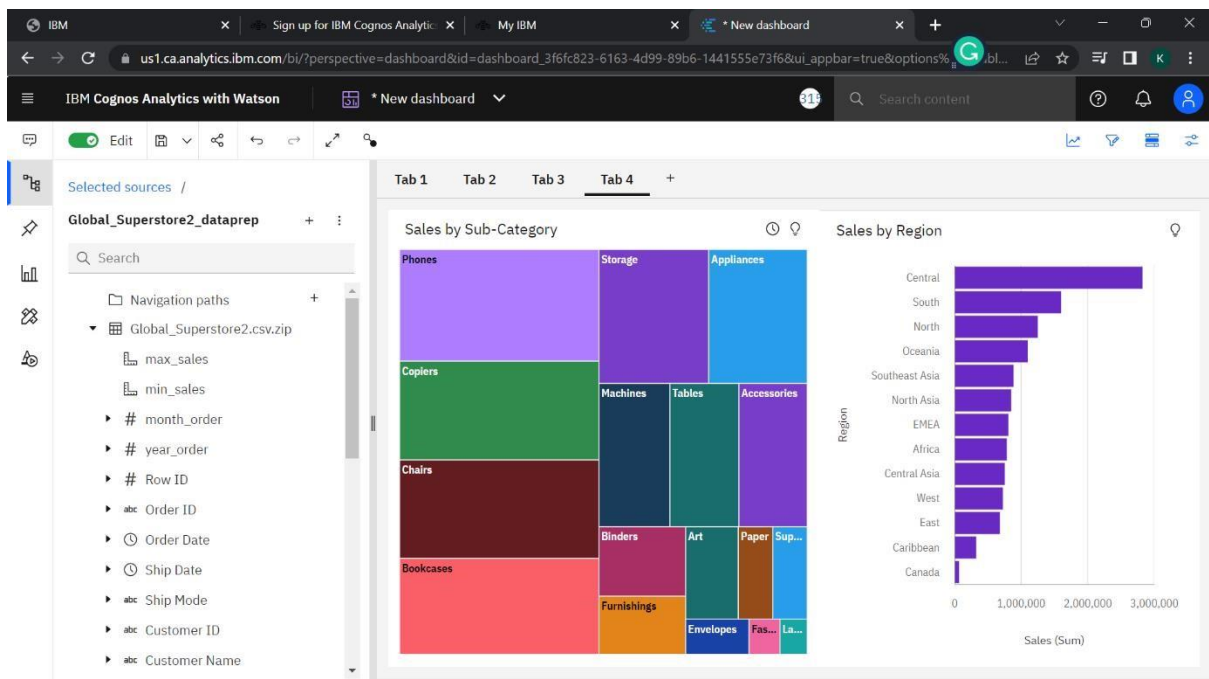 IBM
Sign up for IBM Cognos Analytic
My IBM
* New dashboard
us1.ca.analytics.ibm.com/bi/?perspective=dashboard&id=dashboard_3f6fc823-6163-4d99-89b6-1441555e73f6&ui_appbar=true&options%
.bl...
K
IBM Cognos Analytics with Watson
* New dashboard
315
Search content
Edit
Selected sources /
Global_Superstore2_dataprep
Search
Navigation paths
Global_Superstore2.csv.zip
max_sales
min_sales
# month_order
# year_order
# Row ID
abc Order ID
Order Date
Ship Date
abc Ship Mode
abc Customer ID
abc Customer Name
Tab 1 Tab 2 Tab 3 Tab 4 +
Sales by Sub-Category
Phones
Storage
Appliances
Copiers
Machines
Tables
Accessories
Chairs
Binders
Art
Paper
Sup...
Bookcases
Furnishings
Envelopes
Fas...
La...
Sales by Region
Region
Central
South
North
Oceania
Southeast Asia
North Asia
EMEA
Africa
Central Asia
West
East
Caribbean
Canada
0 1,000,000 2,000,000 3,000,000
Sales (Sum)